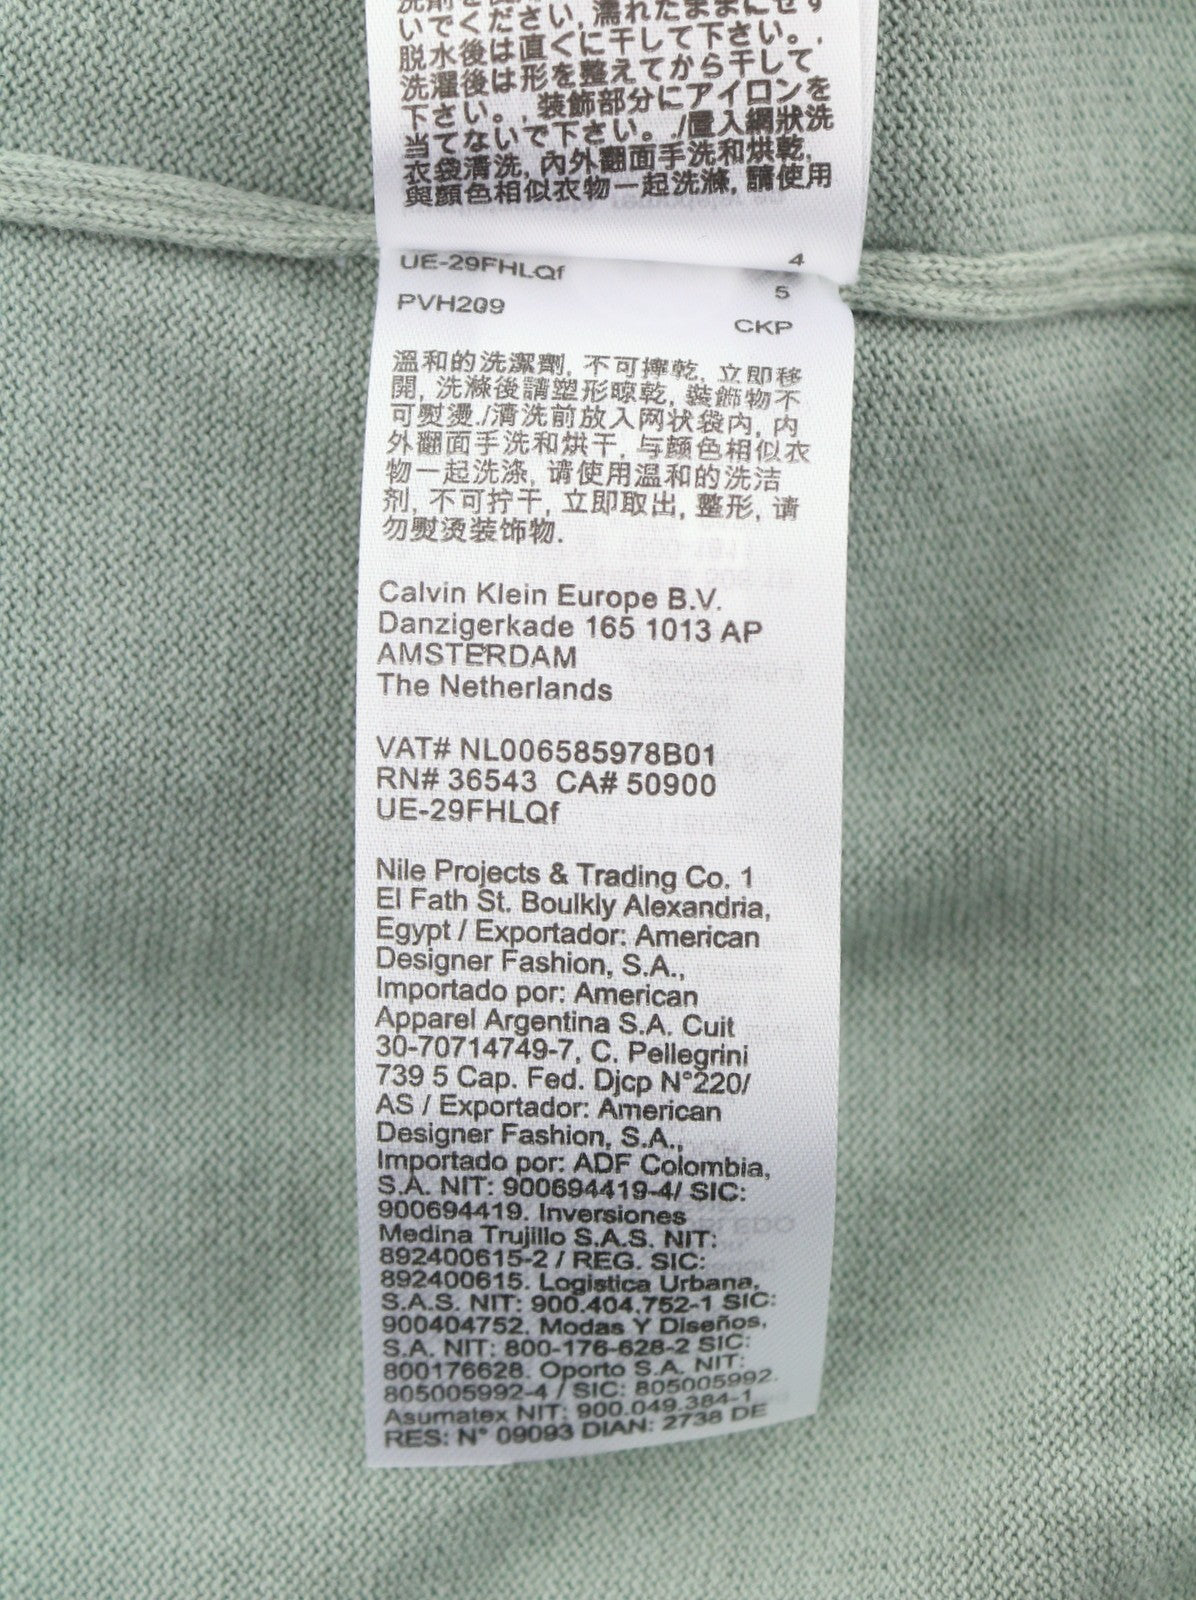 いでください, 濡れたままにせず
脱水後は直ぐに干して下さい。,
洗濯後は形を整えてから干して
下さい。, 装飾部分にアイロンを
当てないで下さい。./置入網狀洗
衣袋清洗, 內外翻面手洗和烘乾,
與顏色相似衣物一起洗滌, 請使用
UE-29FHLQf 4
5
PVH209
CKP
溫和的洗潔劑, 不可擰乾, 立即移
開, 洗滌後請塑形晾乾, 裝飾物不
可熨燙./清洗前放入网状袋内, 内
外翻面手洗和烘干, 与颜色相似衣
物一起洗涤, 请使用温和的洗洁
剂, 不可拧干, 立即取出, 整形, 请
勿熨烫装饰物.
Calvin Klein Europe B.V.
Danzigerkade 165 1013 AP
AMSTERDAM
The Netherlands
VAT# NL006585978B01
RN# 36543 CA# 50900
UE-29FHLQf
Nile Projects & Trading Co. 1
El Fath St. Boulkly Alexandria,
Egypt / Exportador: American
Designer Fashion, S.A.,
Importado por: American
Apparel Argentina S.A. Cuit
30-70714749-7, C. Pellegrini
739 5 Cap. Fed. Djcp N°220/
AS / Exportador: American
Designer Fashion, S.A.,
Importado por: ADF Colombia,
S.A. NIT: 900694419-4/ SIC:
900694419. Inversiones
Medina Trujillo S.A.S. NIT:
892400615-2 / REG. SIC:
892400615. Logistica Urbana,
S.A.S. NIT: 900.404.752-1 SIC:
900404752. Modas Y Diseños,
S.A. NIT: 800-176-628-2 SIC:
800176628. Oporto S.A. NIT:
805005992-4 / SIC: 805005992.
Asumatex NIT: 900.049.384-1
RES: N° 09093 DIAN: 2738 DE